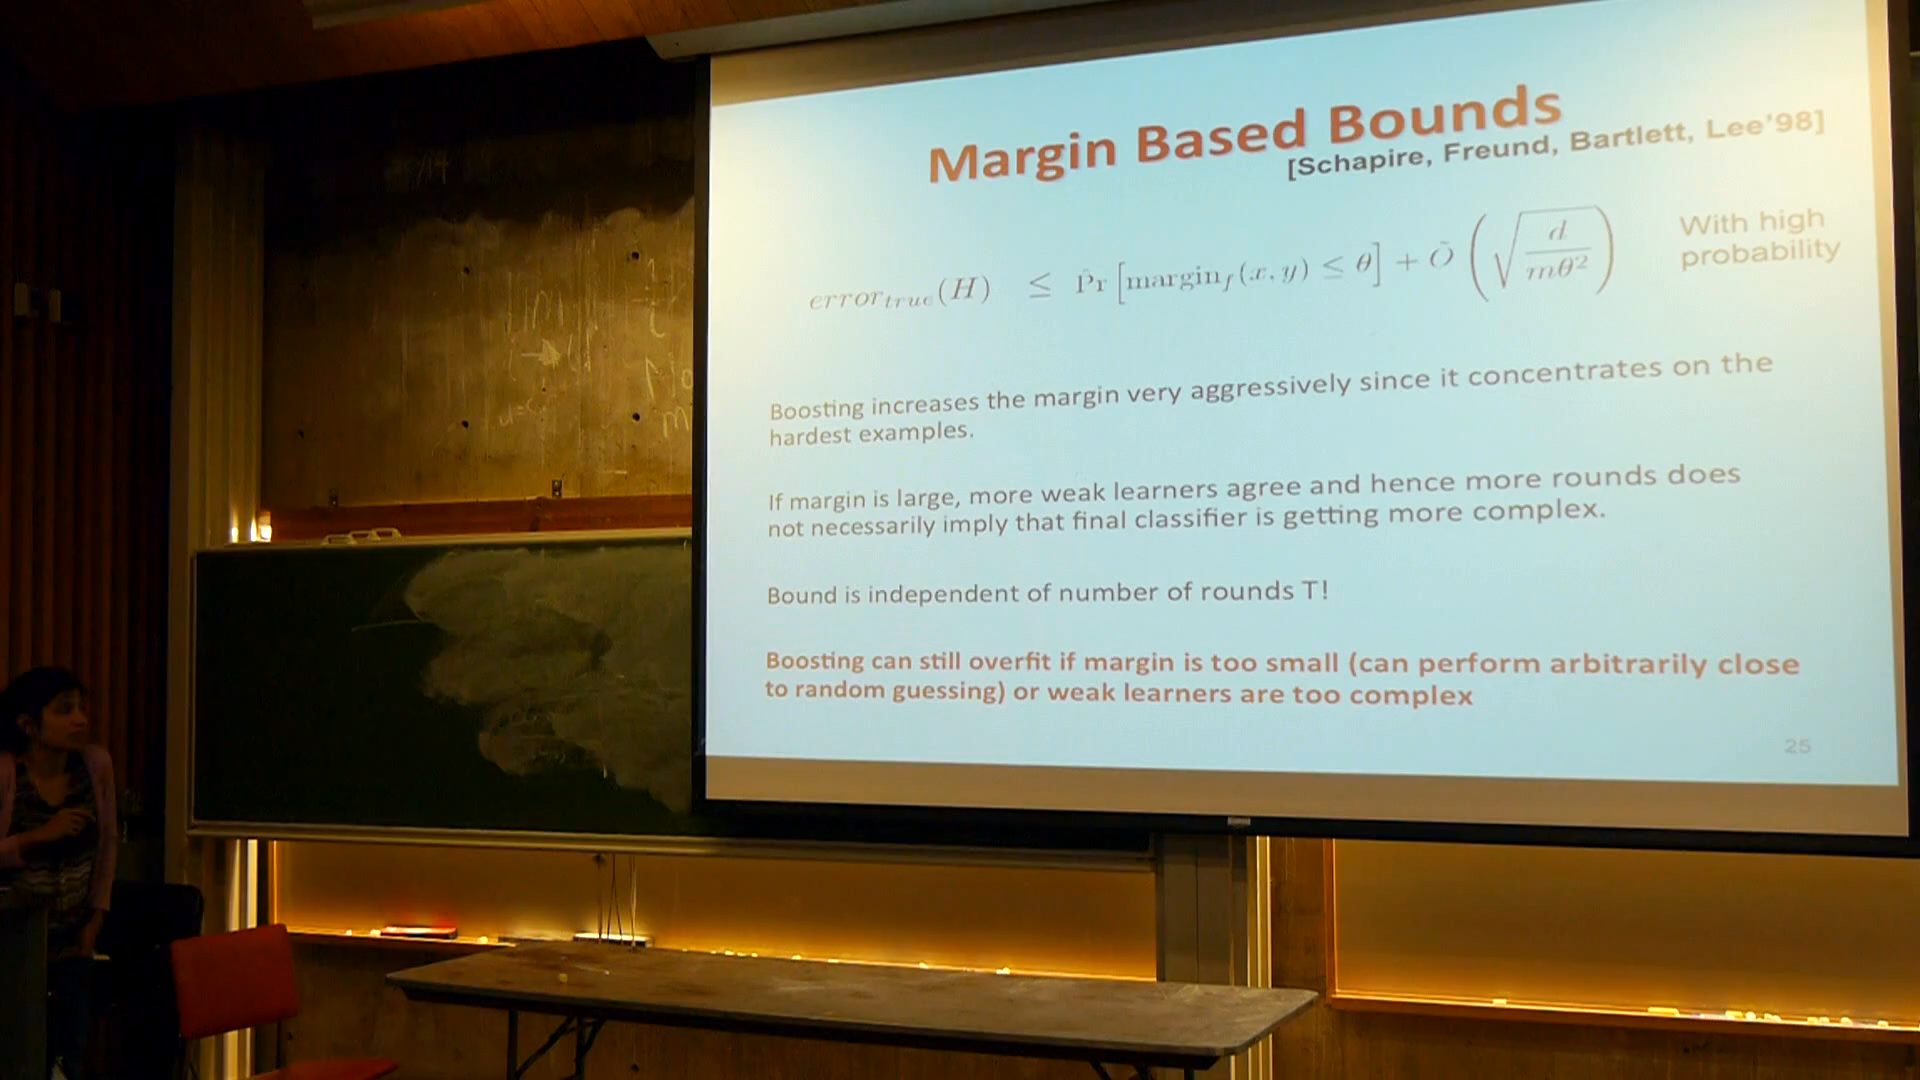 Margin Based Bounds
[Schapire, Freund, Bartlett, Lee'98]
error_true(H) ≤ P̂r [margin_f(x, y) ≤ θ] + Õ (√(d/mθ²))
With high
probability
Boosting increases the margin very aggressively since it concentrates on the
hardest examples.
If margin is large, more weak learners agree and hence more rounds does
not necessarily imply that final classifier is getting more complex.
Bound is independent of number of rounds T!
Boosting can still overfit if margin is too small (can perform arbitrarily close
to random guessing) or weak learners are too complex
25